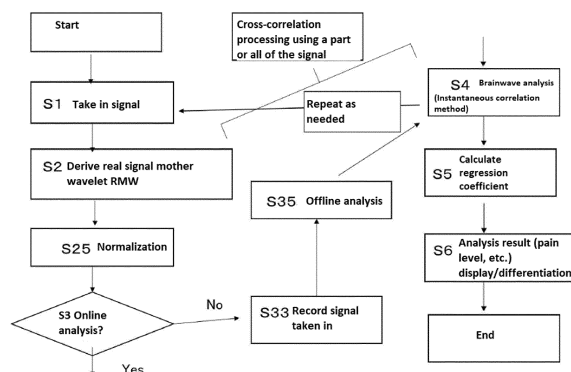 Start
Cross-correlation
processing using a part
or all of the signal
S1 Take in signal
Repeat as
needed
S4 Brainwave analysis
(Instantaneous correlation
method)
S2 Derive real signal mother
wavelet RMW
S5 Calculate
regression
coefficient
S35 Offline analysis
S25 Normalization
S6 Analysis result (pain
level, etc.)
display/differentiation
S3 Online
analysis?
No
S33 Record signal
taken in
End
Yes